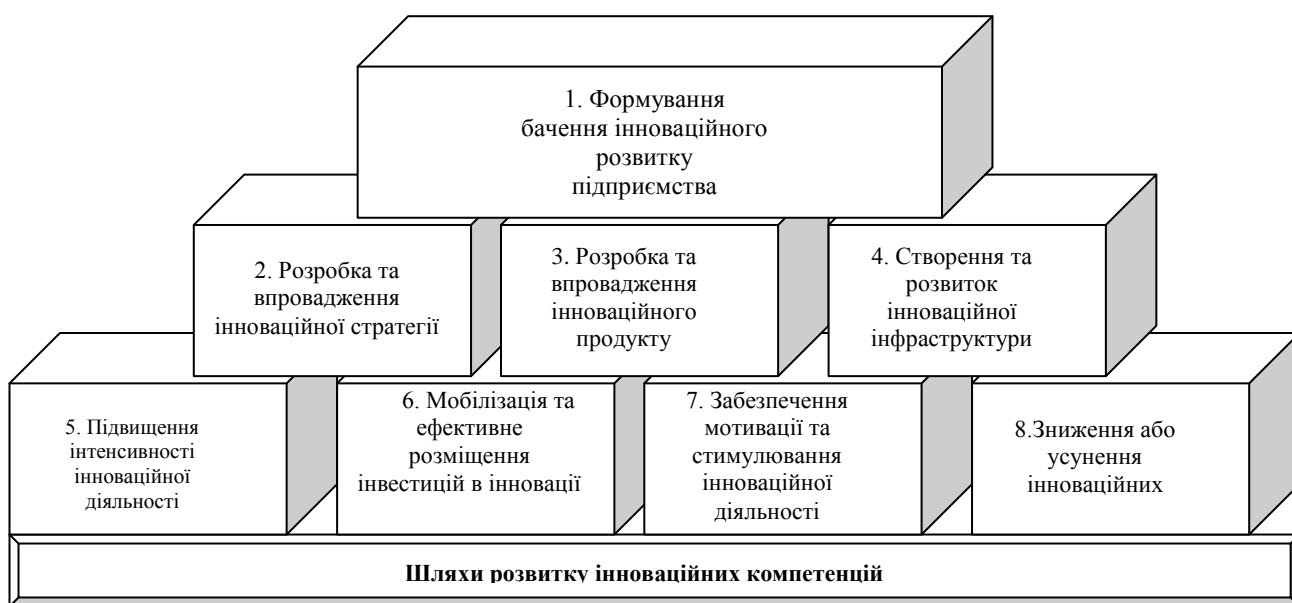 1. Формування
бачення інноваційного
розвитку
підприємства
2. Розробка та
впровадження
інноваційної стратегії
3. Розробка та
впровадження
інноваційного
продукту
4. Створення та
розвиток
інноваційної
інфраструктури
5. Підвищення
інтенсивності
інноваційної
діяльності
6. Мобілізація та
ефективне
розміщення
інвестицій в інновації
7. Забезпечення
мотивації та
стимулювання
інноваційної
діяльності
8.Зниження або
усунення
інноваційних
Шляхи розвитку інноваційних компетенцій